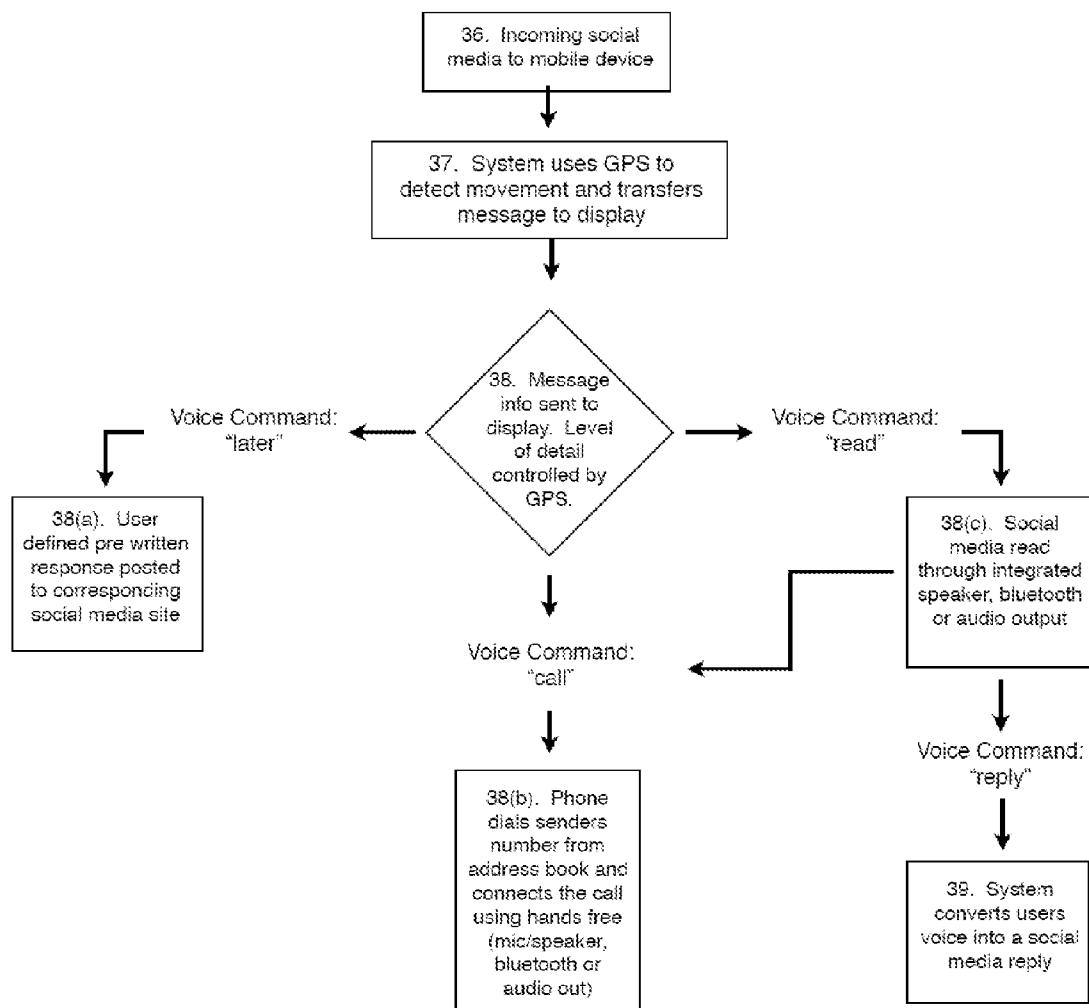 36. Incoming social
media to mobile device
37. System uses GPS to
detect movement and transfers
message to display
38. Message
info sent to
display. Level
of detail
controlled by
GPS.
Voice Command:
"later"
Voice Command:
"read"
38(a). User
defined pre written
response posted
to corresponding
social media site
38(c). Social
media read
through integrated
speaker, bluetooth
or audio output
Voice Command:
"call"
Voice Command:
"reply"
38(b). Phone
dials senders
number from
address book and
connects the call
using hands free
(mic/speaker,
bluetooth or
audio out)
39. System
converts users
voice into a social
media reply